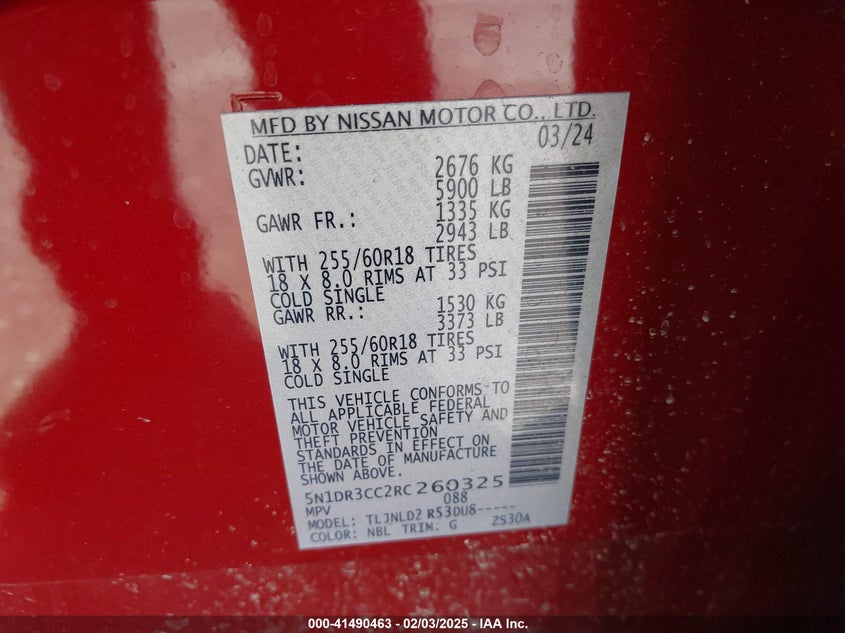 MFD BY NISSAN MOTOR CO., LTD.
DATE: 03/24
GVWR: 2676 KG
5900 LB
GAWR FR.: 1335 KG
2943 LB
WITH 255/60R18 TIRES
18 X 8.0 RIMS AT 33 PSI
COLD SINGLE
GAWR RR.: 1530 KG
3373 LB
WITH 255/60R18 TIRES
18 X 8.0 RIMS AT 33 PSI
COLD SINGLE
THIS VEHICLE CONFORMS TO
ALL APPLICABLE FEDERAL
MOTOR VEHICLE SAFETY AND
THEFT PREVENTION
STANDARDS IN EFFECT ON
THE DATE OF MANUFACTURE
SHOWN ABOVE.
5N1DR3CC2RC260325
MPV 088
MODEL: TLJNLD2 R53DU8-----
COLOR: NBL TRIM: G ZS30A
000-41490463 - 02/03/2025 - IAA Inc.